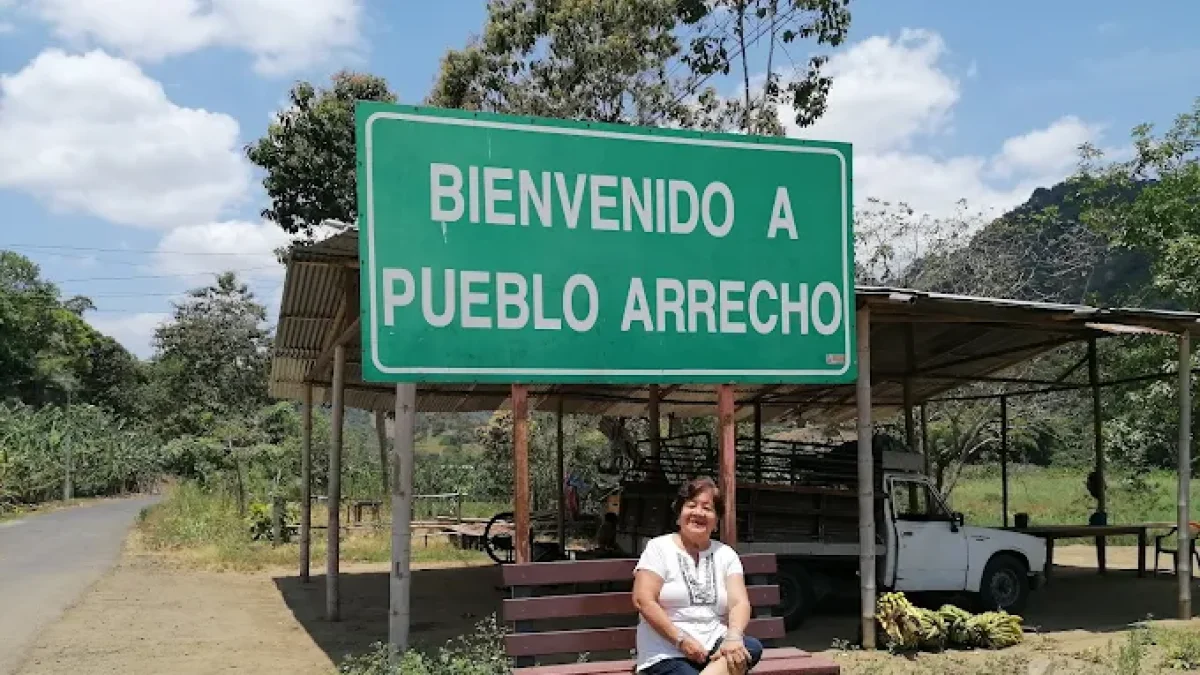 BIENVENIDO A
PUEBLO ARRECHO